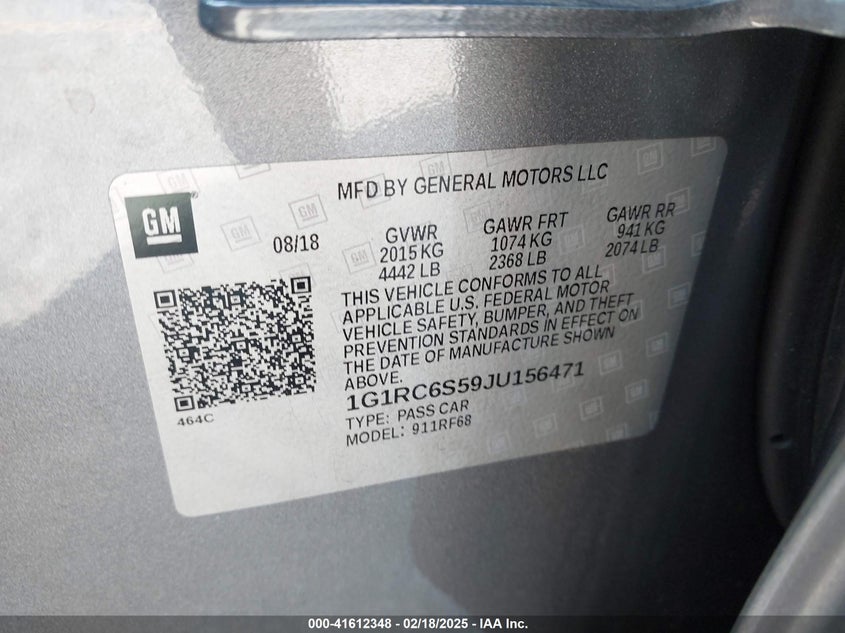 MFD BY GENERAL MOTORS LLC
GM
08/18
GVWR
2015 KG
4442 LB
GAWR FRT
1074 KG
2368 LB
GAWR RR
941 KG
2074 LB
THIS VEHICLE CONFORMS TO ALL
APPLICABLE U.S. FEDERAL MOTOR
VEHICLE SAFETY, BUMPER, AND THEFT
PREVENTION STANDARDS IN EFFECT ON
THE DATE OF MANUFACTURE SHOWN
ABOVE.
464C
1G1RC6S59JU156471
TYPE: PASS CAR
MODEL: 911RF68
000-41612348 - 02/18/2025 - IAA Inc.